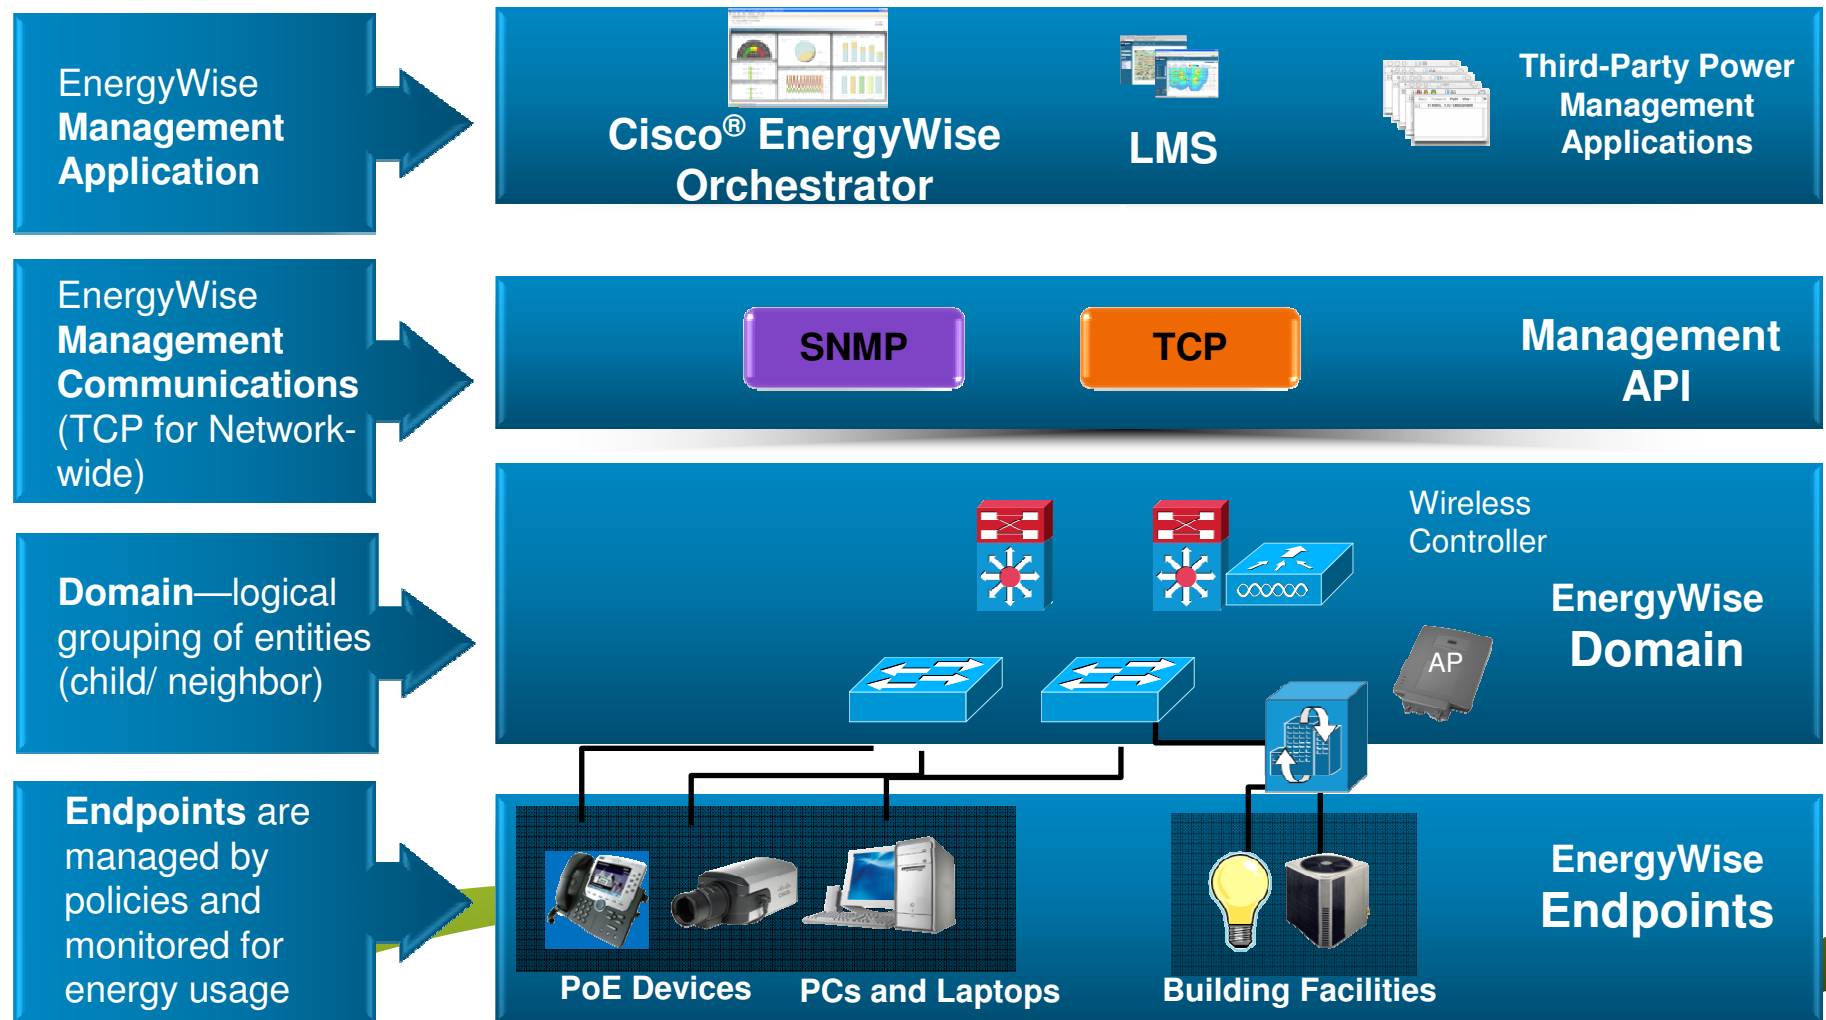 EnergyWise
Management
Application
Cisco® EnergyWise
Orchestrator
LMS
Third-Party Power
Management
Applications
EnergyWise
Management
Communications
(TCP for Network-
wide)
SNMP
TCP
Management
API
Domain—logical
grouping of entities
(child/ neighbor)
Wireless
Controller
AP
EnergyWise
Domain
Endpoints are
managed by
policies and
monitored for
energy usage
PoE Devices
PCs and Laptops
Building Facilities
EnergyWise
Endpoints